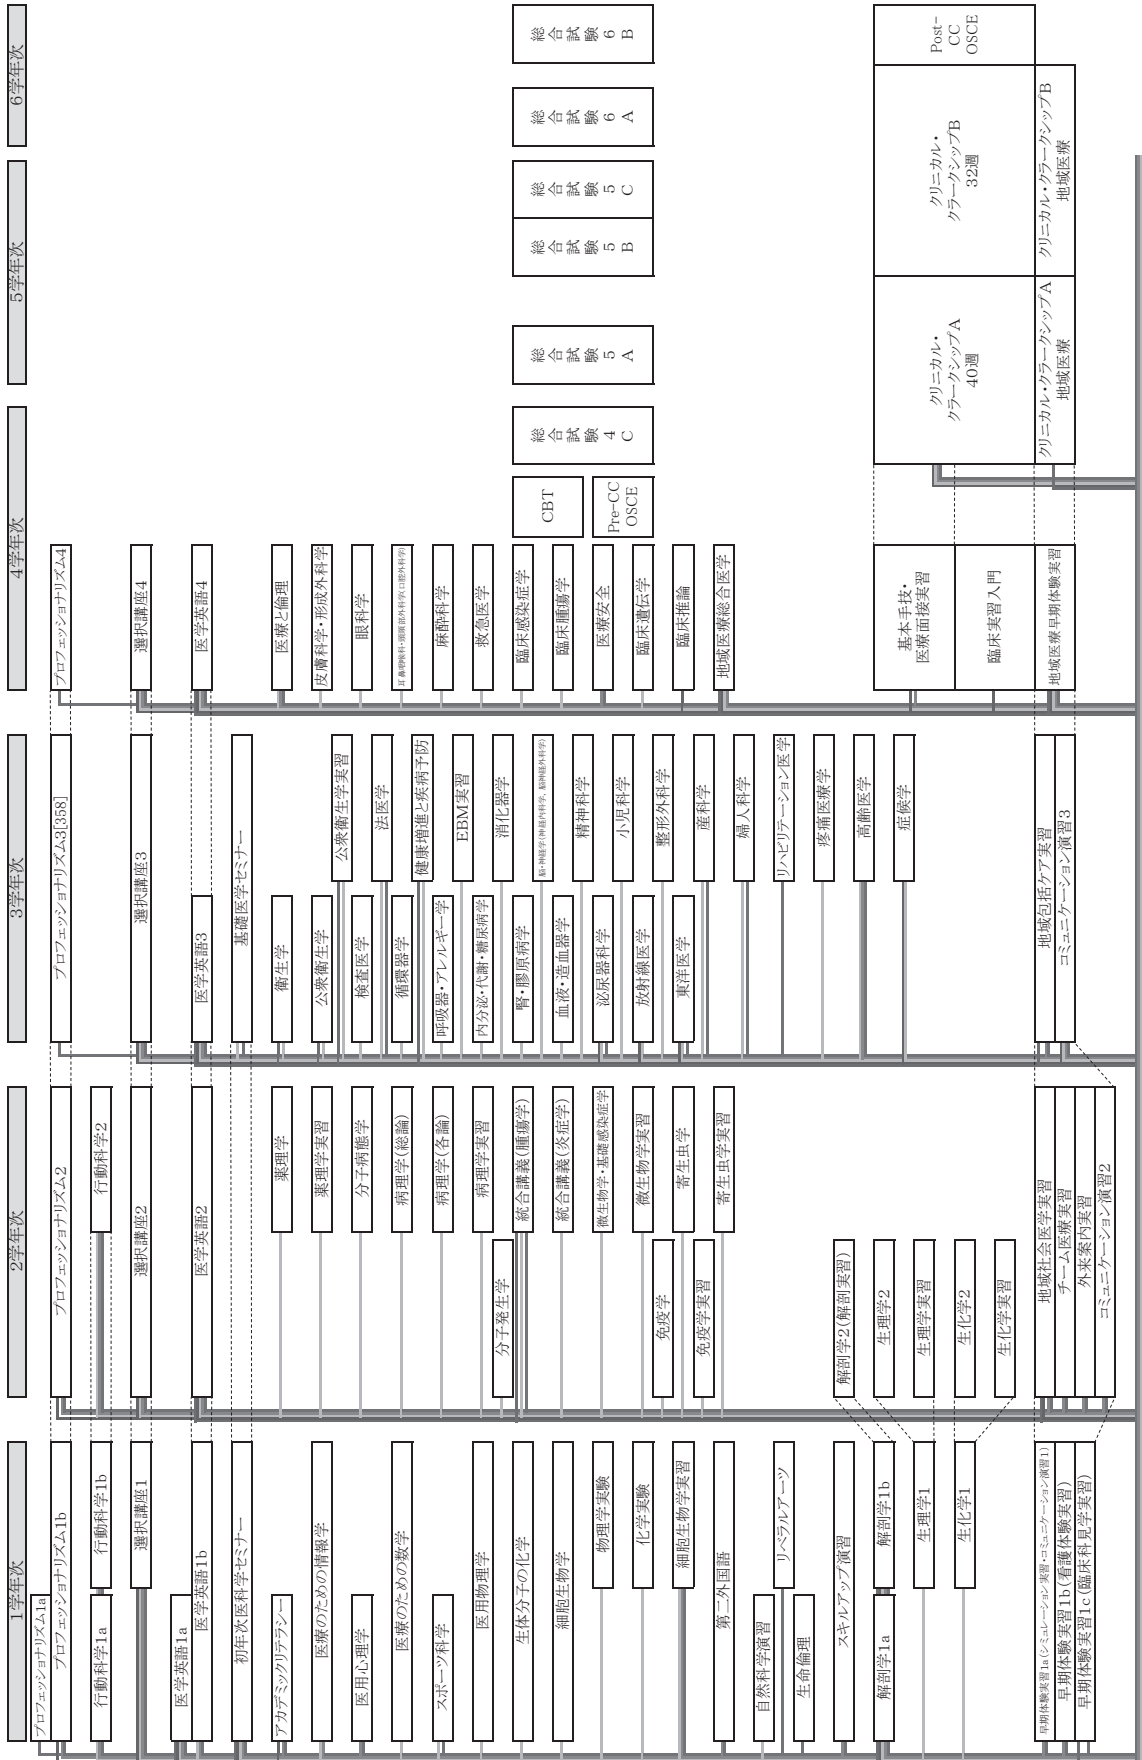 1学年次
2学年次
3学年次
4学年次
5学年次
6学年次
プロフェッショナリズム1a
プロフェッショナリズム1b
行動科学1a
行動科学1b
選択講座1
医学英語1a
医学英語1b
初年次医科学セミナー
アカデミックリテラシー
医療のための情報学
医用心理学
医療のための数学
スポーツ科学
医用物理学
生体分子の化学
細胞生物学
物理学実験
化学実験
細胞生物学実習
第二外国語
自然科学演習
リベラルアーツ
生命倫理
スキルアップ演習
解剖学1a
解剖学1b
生理学1
生化学1
早期体験実習1a(シミュレーション実習・コミュニケーション演習1)
早期体験実習1b(看護体験実習)
早期体験実習1c(臨床科見学実習)
プロフェッショナリズム2
行動科学2
選択講座2
医学英語2
薬理学
薬理学実習
分子病態学
病理学(総論)
病理学(各論)
病理学実習
分子発生学
統合講義(腫瘍学)
統合講義(炎症学)
微生物学・基礎感染症学
微生物学実習
免疫学
寄生虫学
免疫学実習
寄生虫学実習
解剖学2(解剖実習)
生理学2
生理学実習
生化学2
生化学実習
地域社会医学実習
チーム医療実習
外来案内実習
コミュニケーション演習2
プロフェッショナリズム3[358]
選択講座3
医学英語3
基礎医学セミナー
衛生学
公衆衛生学
公衆衛生学実習
検査医学
法医学
循環器学
健康増進と疾病予防
呼吸器・アレルギー学
EBM実習
内分泌・代謝・糖尿病学
消化器学
腎・膠原病学
脳・神経学(神経内科学, 脳神経外科学)
血液・造血器学
精神科学
泌尿器科学
小児科学
放射線医学
整形外科学
東洋医学
産科学
婦人科学
リハビリテーション医学
疼痛医療学
高齢医学
症候学
地域包括ケア実習
コミュニケーション演習3
プロフェッショナリズム4
選択講座4
医学英語4
医療と倫理
皮膚科学・形成外科学
眼科学
耳鼻咽喉科・頭頸部外科学(口腔外科学)
麻酔科学
救急医学
臨床感染症学
臨床腫瘍学
医療安全
臨床遺伝学
臨床推論
地域医療総合医学
基本手技・
医療面接実習
臨床実習入門
地域医療早期体験実習
CBT
Pre-CC
OSCE
総合試験4C
総合試験5A
総合試験5B
総合試験5C
総合試験6A
総合試験6B
クリニカル・
クラークシップA
40週
クリニカル・クラークシップA
地域医療
クリニカル・
クラークシップB
32週
クリニカル・クラークシップB
地域医療
Post-
CC
OSCE